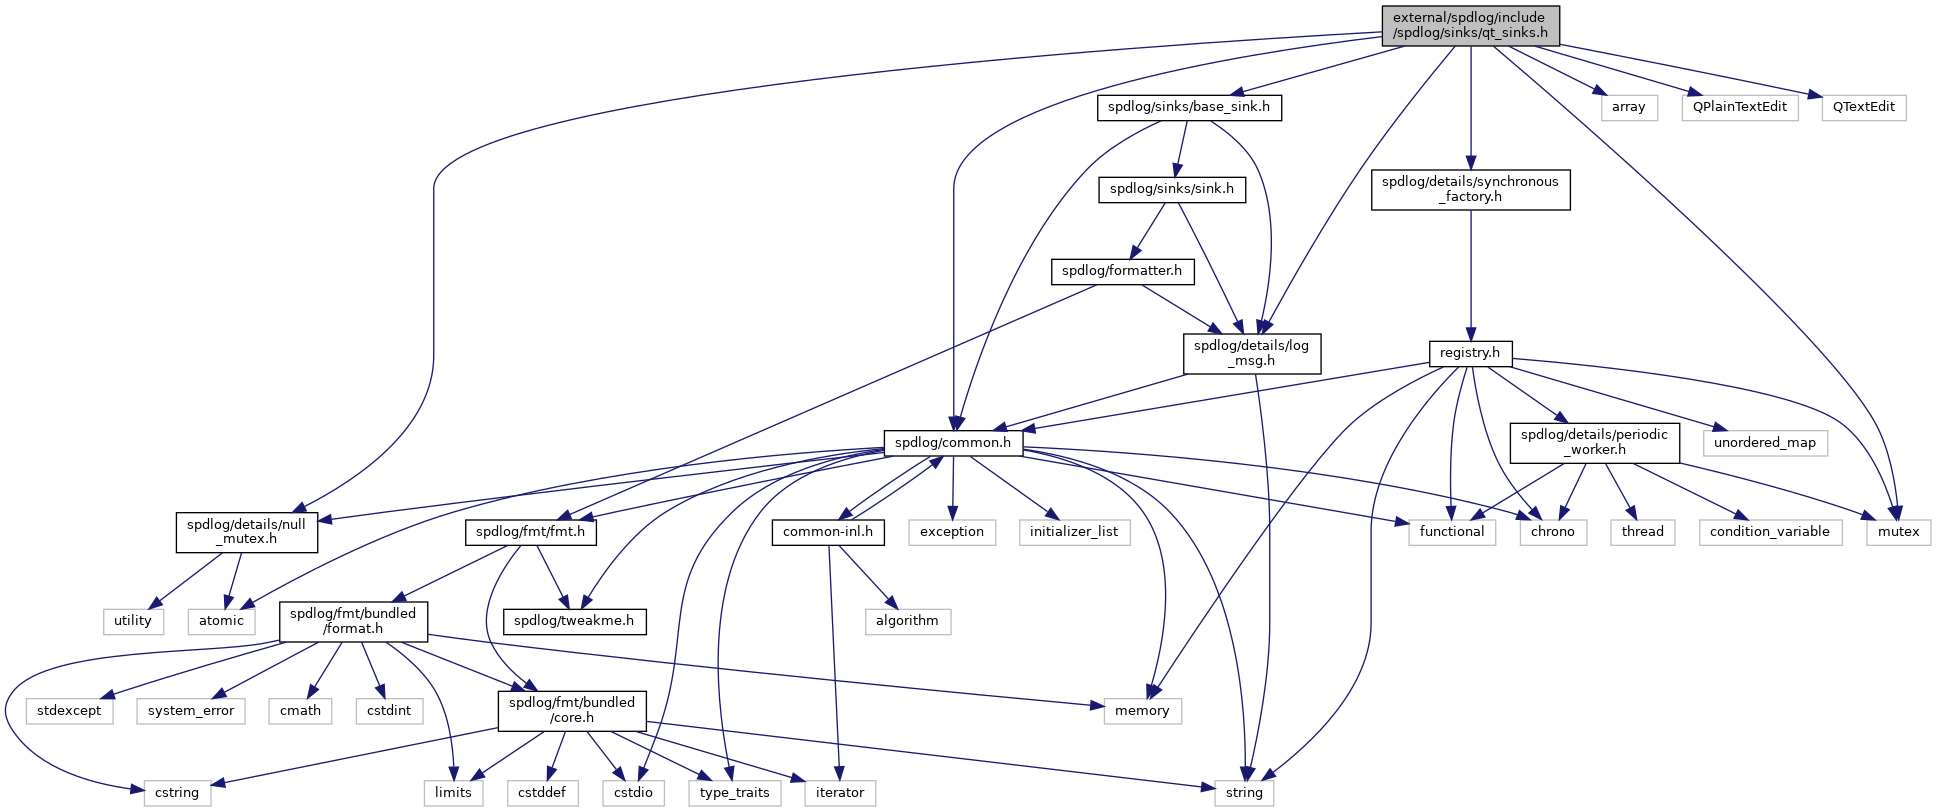 external/spdlog/include
/spdlog/sinks/qt_sinks.h
spdlog/sinks/base_sink.h
array
QPlainTextEdit
QTextEdit
spdlog/sinks/sink.h
spdlog/details/synchronous
_factory.h
spdlog/formatter.h
spdlog/details/log
_msg.h
registry.h
spdlog/common.h
spdlog/details/periodic
_worker.h
unordered_map
spdlog/details/null
_mutex.h
spdlog/fmt/fmt.h
common-inl.h
exception
initializer_list
functional
chrono
thread
condition_variable
mutex
utility
atomic
spdlog/fmt/bundled
/format.h
spdlog/tweakme.h
algorithm
stdexcept
system_error
cmath
cstdint
spdlog/fmt/bundled
/core.h
memory
cstring
limits
cstddef
cstdio
type_traits
iterator
string